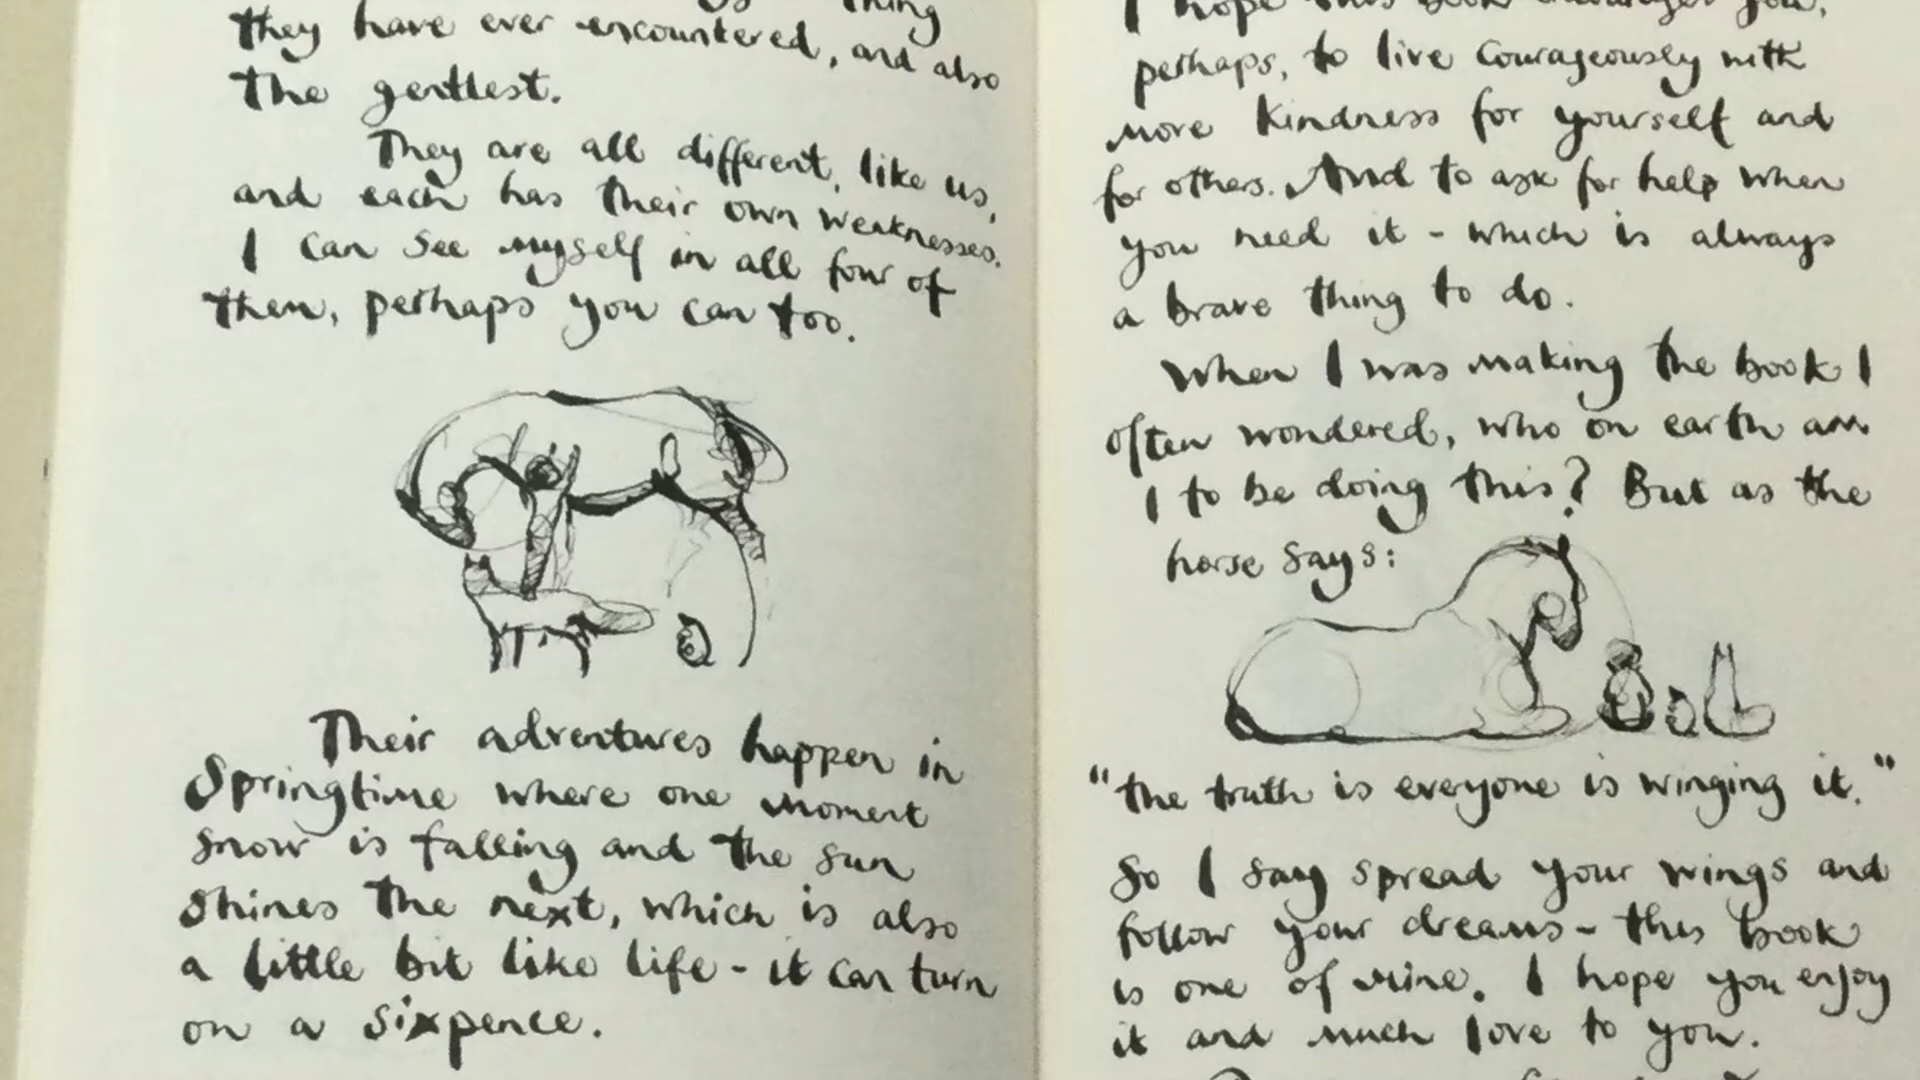 thing
they have ever encountered, and also
the gentlest.
They are all different, like us,
and each has their own weaknesses.
I can see myself in all four of
them, perhaps you can too.
Their adventures happen in
Springtime where one moment
snow is falling and the sun
shines the next, which is also
a little bit like life - it can turn
on a sixpence.
I hope this book encourages you,
perhaps, to live courageously with
more kindness for yourself and
for others. And to ask for help when
you need it - which is always
a brave thing to do.
When I was making the book I
often wondered, who on earth am
I to be doing this? But as the
horse says:
"the truth is everyone is winging it."
So I say spread your wings and
follow your dreams - this book
is one of mine. I hope you enjoy
it and much love to you.